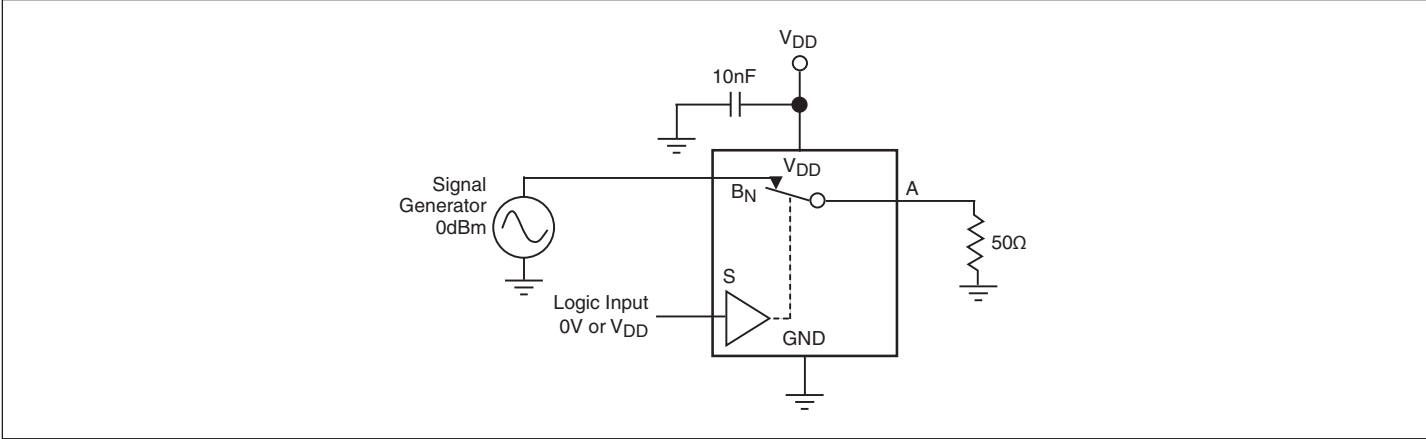 VDD
10nF
VDD
BN
A
Signal
Generator
0dBm
50Ω
S
Logic Input
0V or VDD
GND